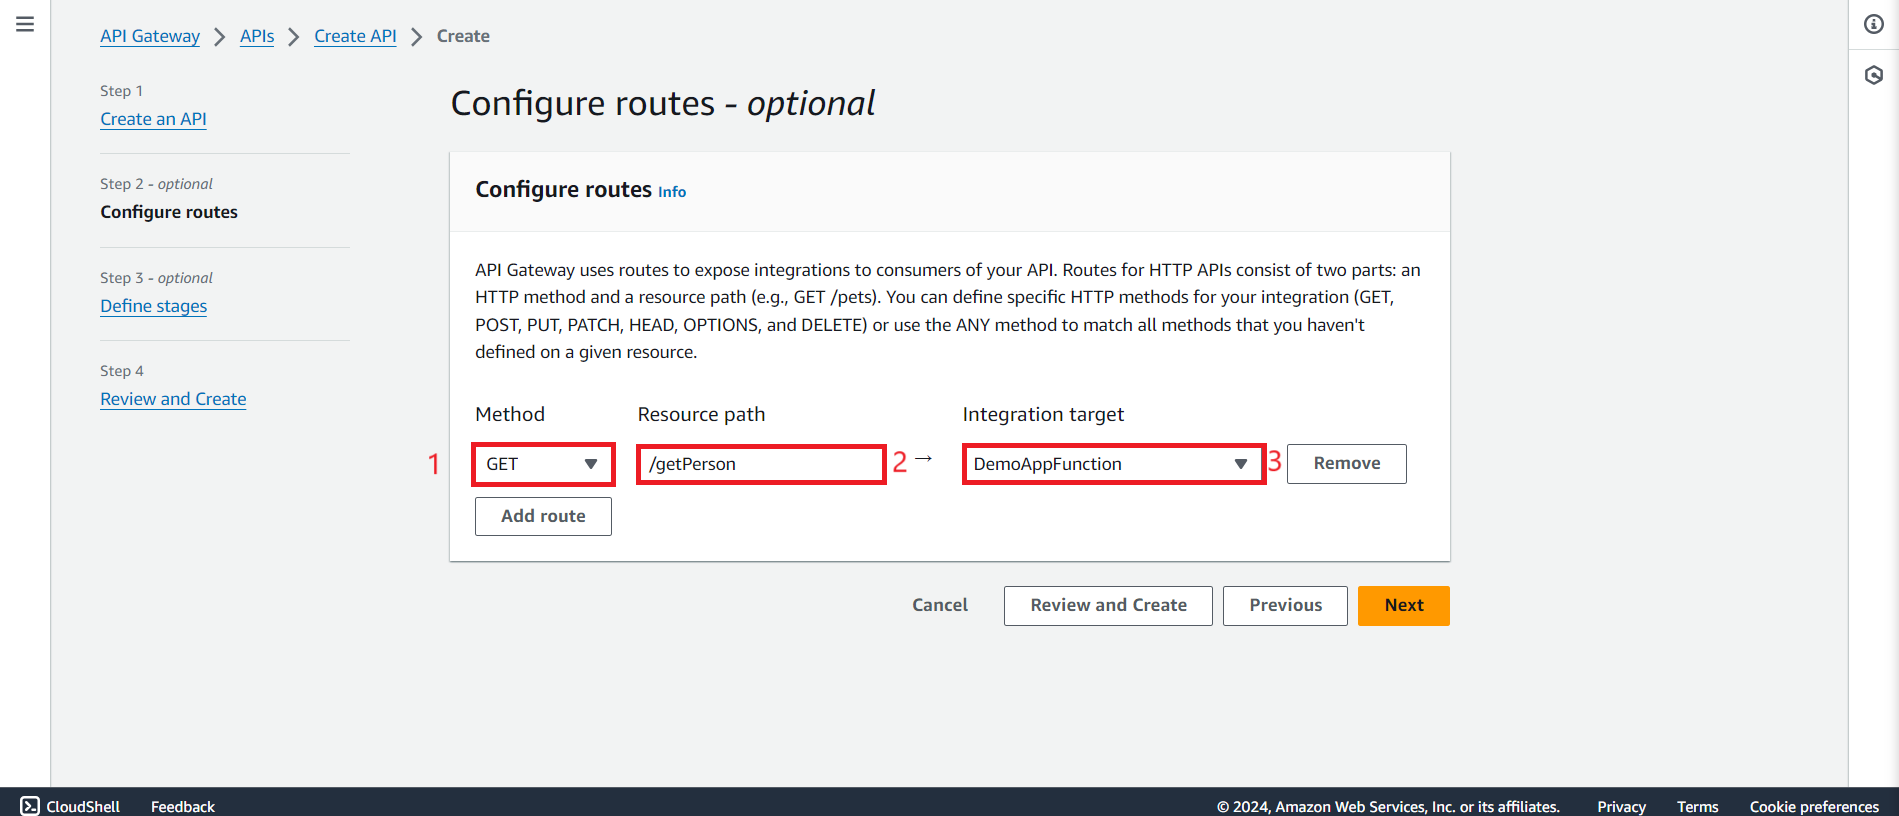 API Gateway > APIs > Create API > Create
Step 1
Create an API
Step 2 - optional
Configure routes
Step 3 - optional
Define stages
Step 4
Review and Create
Configure routes - optional
Configure routes Info
API Gateway uses routes to expose integrations to consumers of your API. Routes for HTTP APIs consist of two parts: an
HTTP method and a resource path (e.g., GET /pets). You can define specific HTTP methods for your integration (GET,
POST, PUT, PATCH, HEAD, OPTIONS, and DELETE) or use the ANY method to match all methods that you haven't
defined on a given resource.
Method Resource path Integration target
1 GET /getPerson 2 → DemoAppFunction 3 Remove
Add route
Cancel Review and Create Previous Next
CloudShell Feedback © 2024, Amazon Web Services, Inc. or its affiliates. Privacy Terms Cookie preferences